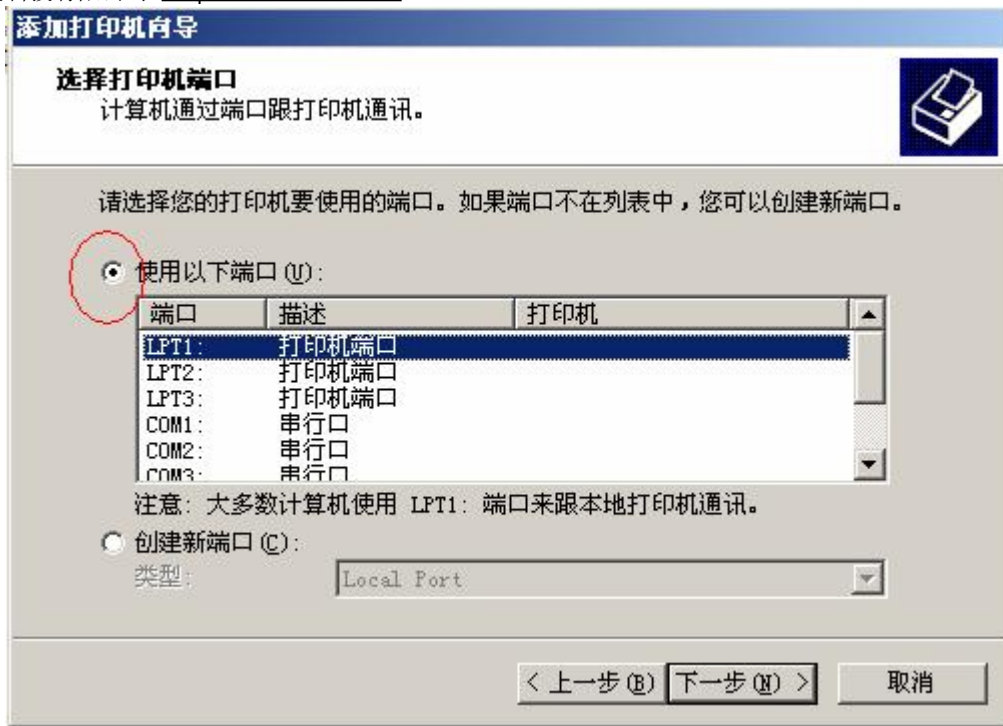 添加打印机向导
选择打印机端口
计算机通过端口跟打印机通讯。
请选择您的打印机要使用的端口。如果端口不在列表中，您可以创建新端口。
使用以下端口(U):
端口 描述 打印机
LPT1: 打印机端口
LPT2: 打印机端口
LPT3: 打印机端口
COM1: 串行口
COM2: 串行口
COM3: 串行口
注意: 大多数计算机使用 LPT1: 端口来跟本地打印机通讯。
创建新端口(C):
类型: Local Port
< 上一步(B) 下一步(N) > 取消